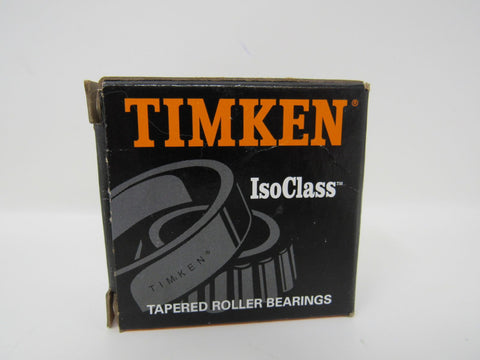 TIMKEN®
IsoClass™
TIMKEN®
TAPERED ROLLER BEARINGS